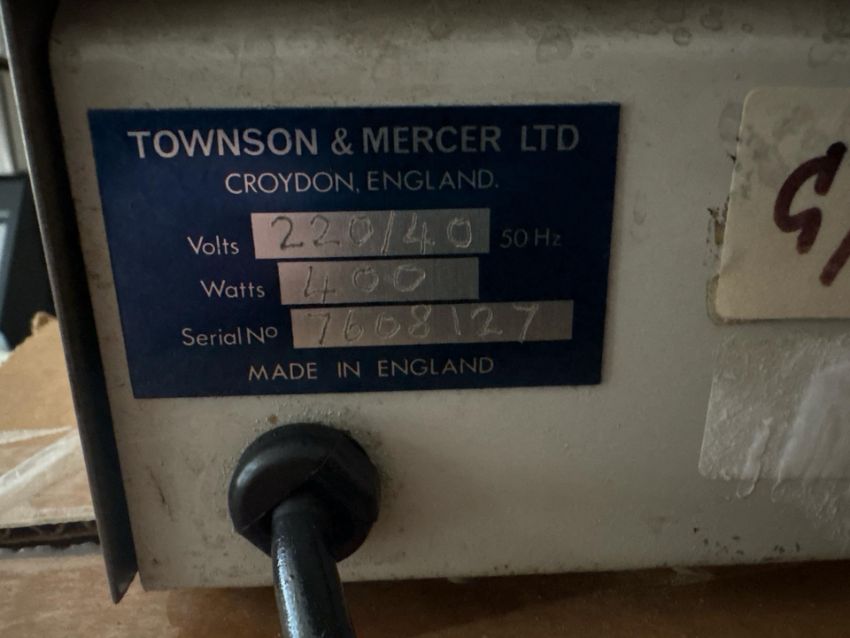 TOWNSON & MERCER LTD
CROYDON, ENGLAND.
Volts 220/40 50 Hz
Watts 400
Serial Nº 7608127
MADE IN ENGLAND